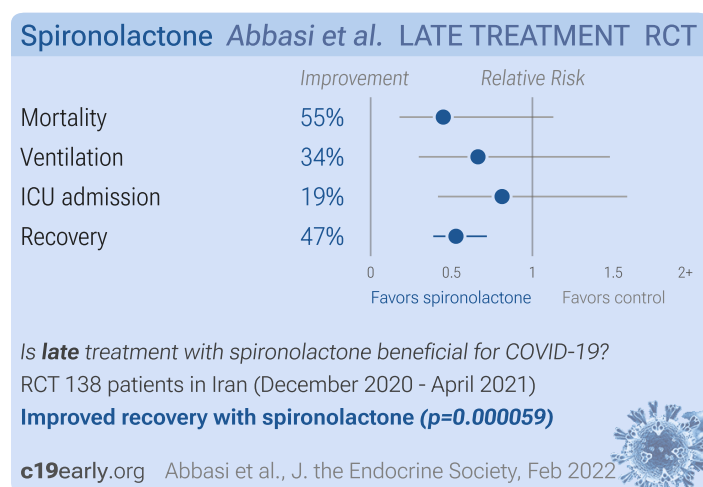 Spironolactone Abbasi et al. LATE TREATMENT RCT
Improvement Relative Risk
Mortality 55%
Ventilation 34%
ICU admission 19%
Recovery 47%
0 0.5 1 1.5 2+
Favors spironolactone Favors control
Is late treatment with spironolactone beneficial for COVID-19?
RCT 138 patients in Iran (December 2020 - April 2021)
Improved recovery with spironolactone (p=0.000059)
c19early.org Abbasi et al., J. the Endocrine Society, Feb 2022